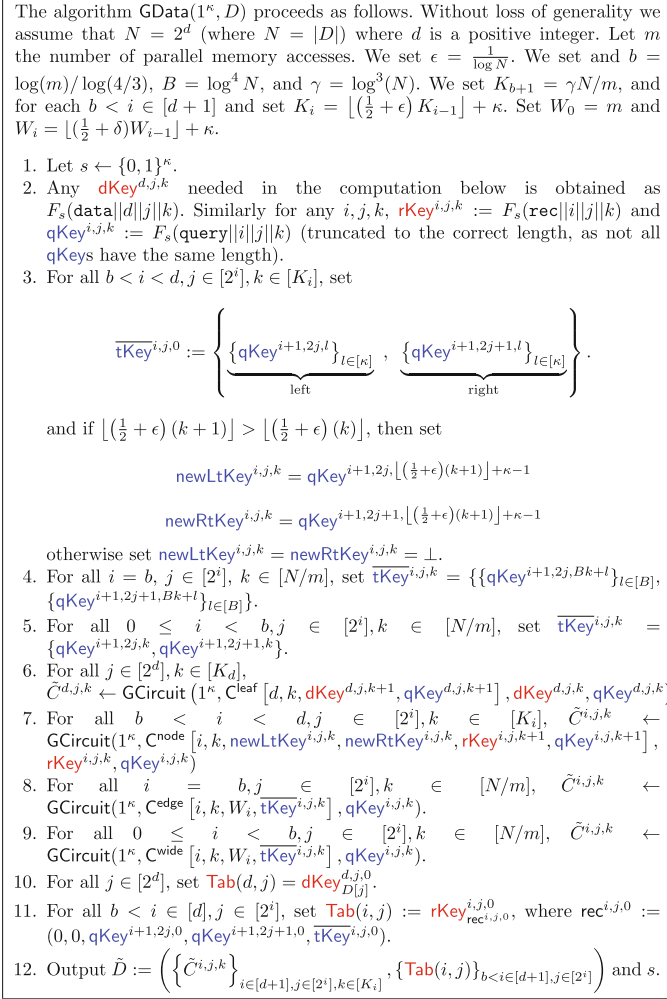 The algorithm GData(1^κ, D) proceeds as follows. Without loss of generality we
assume that N = 2^d (where N = |D|) where d is a positive integer. Let m
the number of parallel memory accesses. We set ϵ = 1/log N. We set and b =
log(m)/ log(4/3), B = log^4 N, and γ = log^3(N). We set K_{b+1} = γN/m, and
for each b < i ∈ [d + 1] and set K_i = ⌊(1/2 + ϵ) K_{i−1}⌋ + κ. Set W_0 = m and
W_i = ⌊(1/2 + δ)W_{i−1}⌋ + κ.
1. Let s ← {0, 1}^κ.
2. Any dKey^{d,j,k} needed in the computation below is obtained as
F_s(data||d||j||k). Similarly for any i, j, k, rKey^{i,j,k} := F_s(rec||i||j||k) and
qKey^{i,j,k} := F_s(query||i||j||k) (truncated to the correct length, as not all
qKeys have the same length).
3. For all b < i < d, j ∈ [2^i], k ∈ [K_i], set
\overline{tKey}^{i,j,0} := { {qKey^{i+1,2j,l}}_{l∈[κ]} , {qKey^{i+1,2j+1,l}}_{l∈[κ]} } .
left right
and if ⌊(1/2 + ϵ) (k + 1)⌋ > ⌊(1/2 + ϵ) (k)⌋, then set
newLtKey^{i,j,k} = qKey^{i+1,2j,⌊(1/2+ϵ)(k+1)⌋+κ−1}
newRtKey^{i,j,k} = qKey^{i+1,2j+1,⌊(1/2+ϵ)(k+1)⌋+κ−1}
otherwise set newLtKey^{i,j,k} = newRtKey^{i,j,k} = ⊥.
4. For all i = b, j ∈ [2^i], k ∈ [N/m], set \overline{tKey}^{i,j,k} = {{qKey^{i+1,2j,Bk+l}}_{l∈[B]},
{qKey^{i+1,2j+1,Bk+l}}_{l∈[B]}}.
5. For all 0 ≤ i < b, j ∈ [2^i], k ∈ [N/m], set \overline{tKey}^{i,j,k} =
{qKey^{i+1,2j,k}, qKey^{i+1,2j+1,k}}.
6. For all j ∈ [2^d], k ∈ [K_d],
C̃^{d,j,k} ← GCircuit (1^κ, C^{leaf} [d, k, dKey^{d,j,k+1}, qKey^{d,j,k+1}] , dKey^{d,j,k}, qKey^{d,j,k})
7. For all b < i < d, j ∈ [2^i], k ∈ [K_i], C̃^{i,j,k} ←
GCircuit(1^κ, C^{node} [i, k, newLtKey^{i,j,k}, newRtKey^{i,j,k}, rKey^{i,j,k+1}, qKey^{i,j,k+1}] ,
rKey^{i,j,k}, qKey^{i,j,k})
8. For all i = b, j ∈ [2^i], k ∈ [N/m], C̃^{i,j,k} ←
GCircuit(1^κ, C^{edge} [i, k, W_i, \overline{tKey}^{i,j,k}] , qKey^{i,j,k}).
9. For all 0 ≤ i < b, j ∈ [2^i], k ∈ [N/m], C̃^{i,j,k} ←
GCircuit(1^κ, C^{wide} [i, k, W_i, \overline{tKey}^{i,j,k}] , qKey^{i,j,k}).
10. For all j ∈ [2^d], set Tab(d, j) = dKey^{d,j,0}_{D[j]}.
11. For all b < i ∈ [d], j ∈ [2^i], set Tab(i, j) := rKey^{i,j,0}_{rec^{i,j,0}}, where rec^{i,j,0} :=
(0, 0, qKey^{i+1,2j,0}, qKey^{i+1,2j+1,0}, \overline{tKey}^{i,j,0}).
12. Output D̃ := ( {C̃^{i,j,k}}_{i∈[d+1],j∈[2^i],k∈[K_i]} , {Tab(i, j)}_{b<i∈[d+1],j∈[2^i]} ) and s.